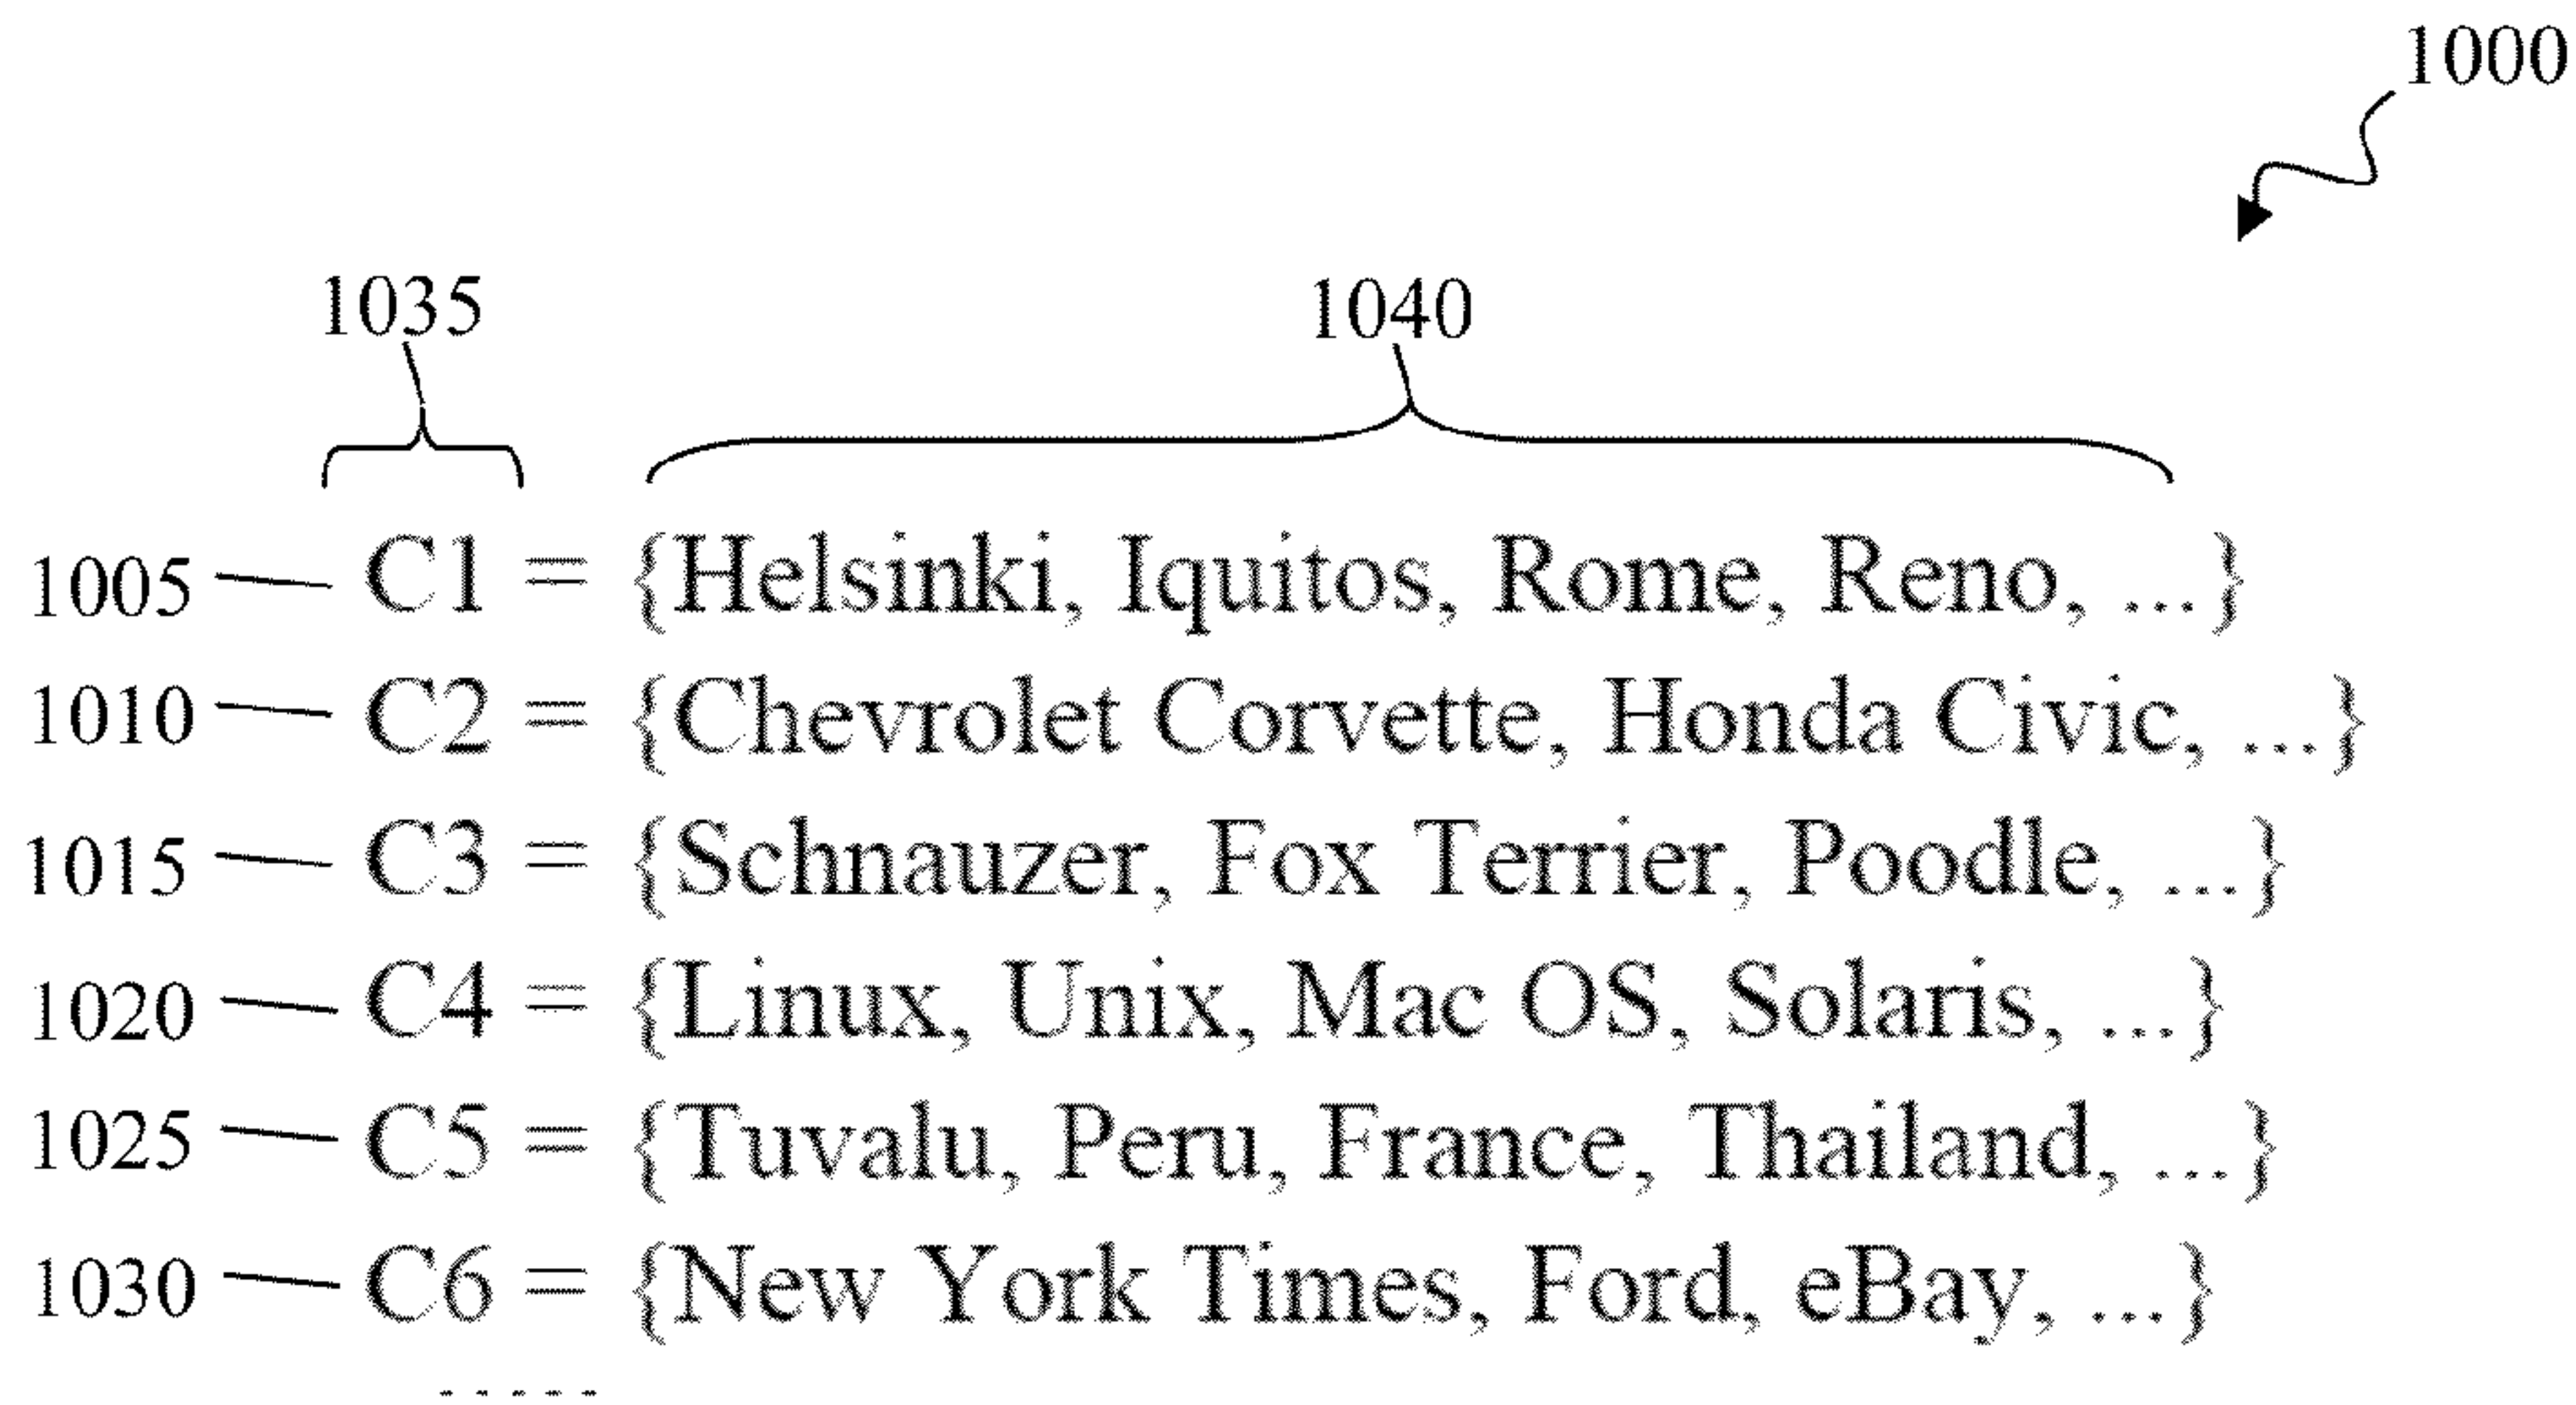 1000
1035 1040
1005 C1 = {Helsinki, Iquitos, Rome, Reno, ...}
1010 C2 = {Chevrolet Corvette, Honda Civic, ...}
1015 C3 = {Schnauzer, Fox Terrier, Poodle, ...}
1020 C4 = {Linux, Unix, Mac OS, Solaris, ...}
1025 C5 = {Tuvalu, Peru, France, Thailand, ...}
1030 C6 = {New York Times, Ford, eBay, ...}
.....